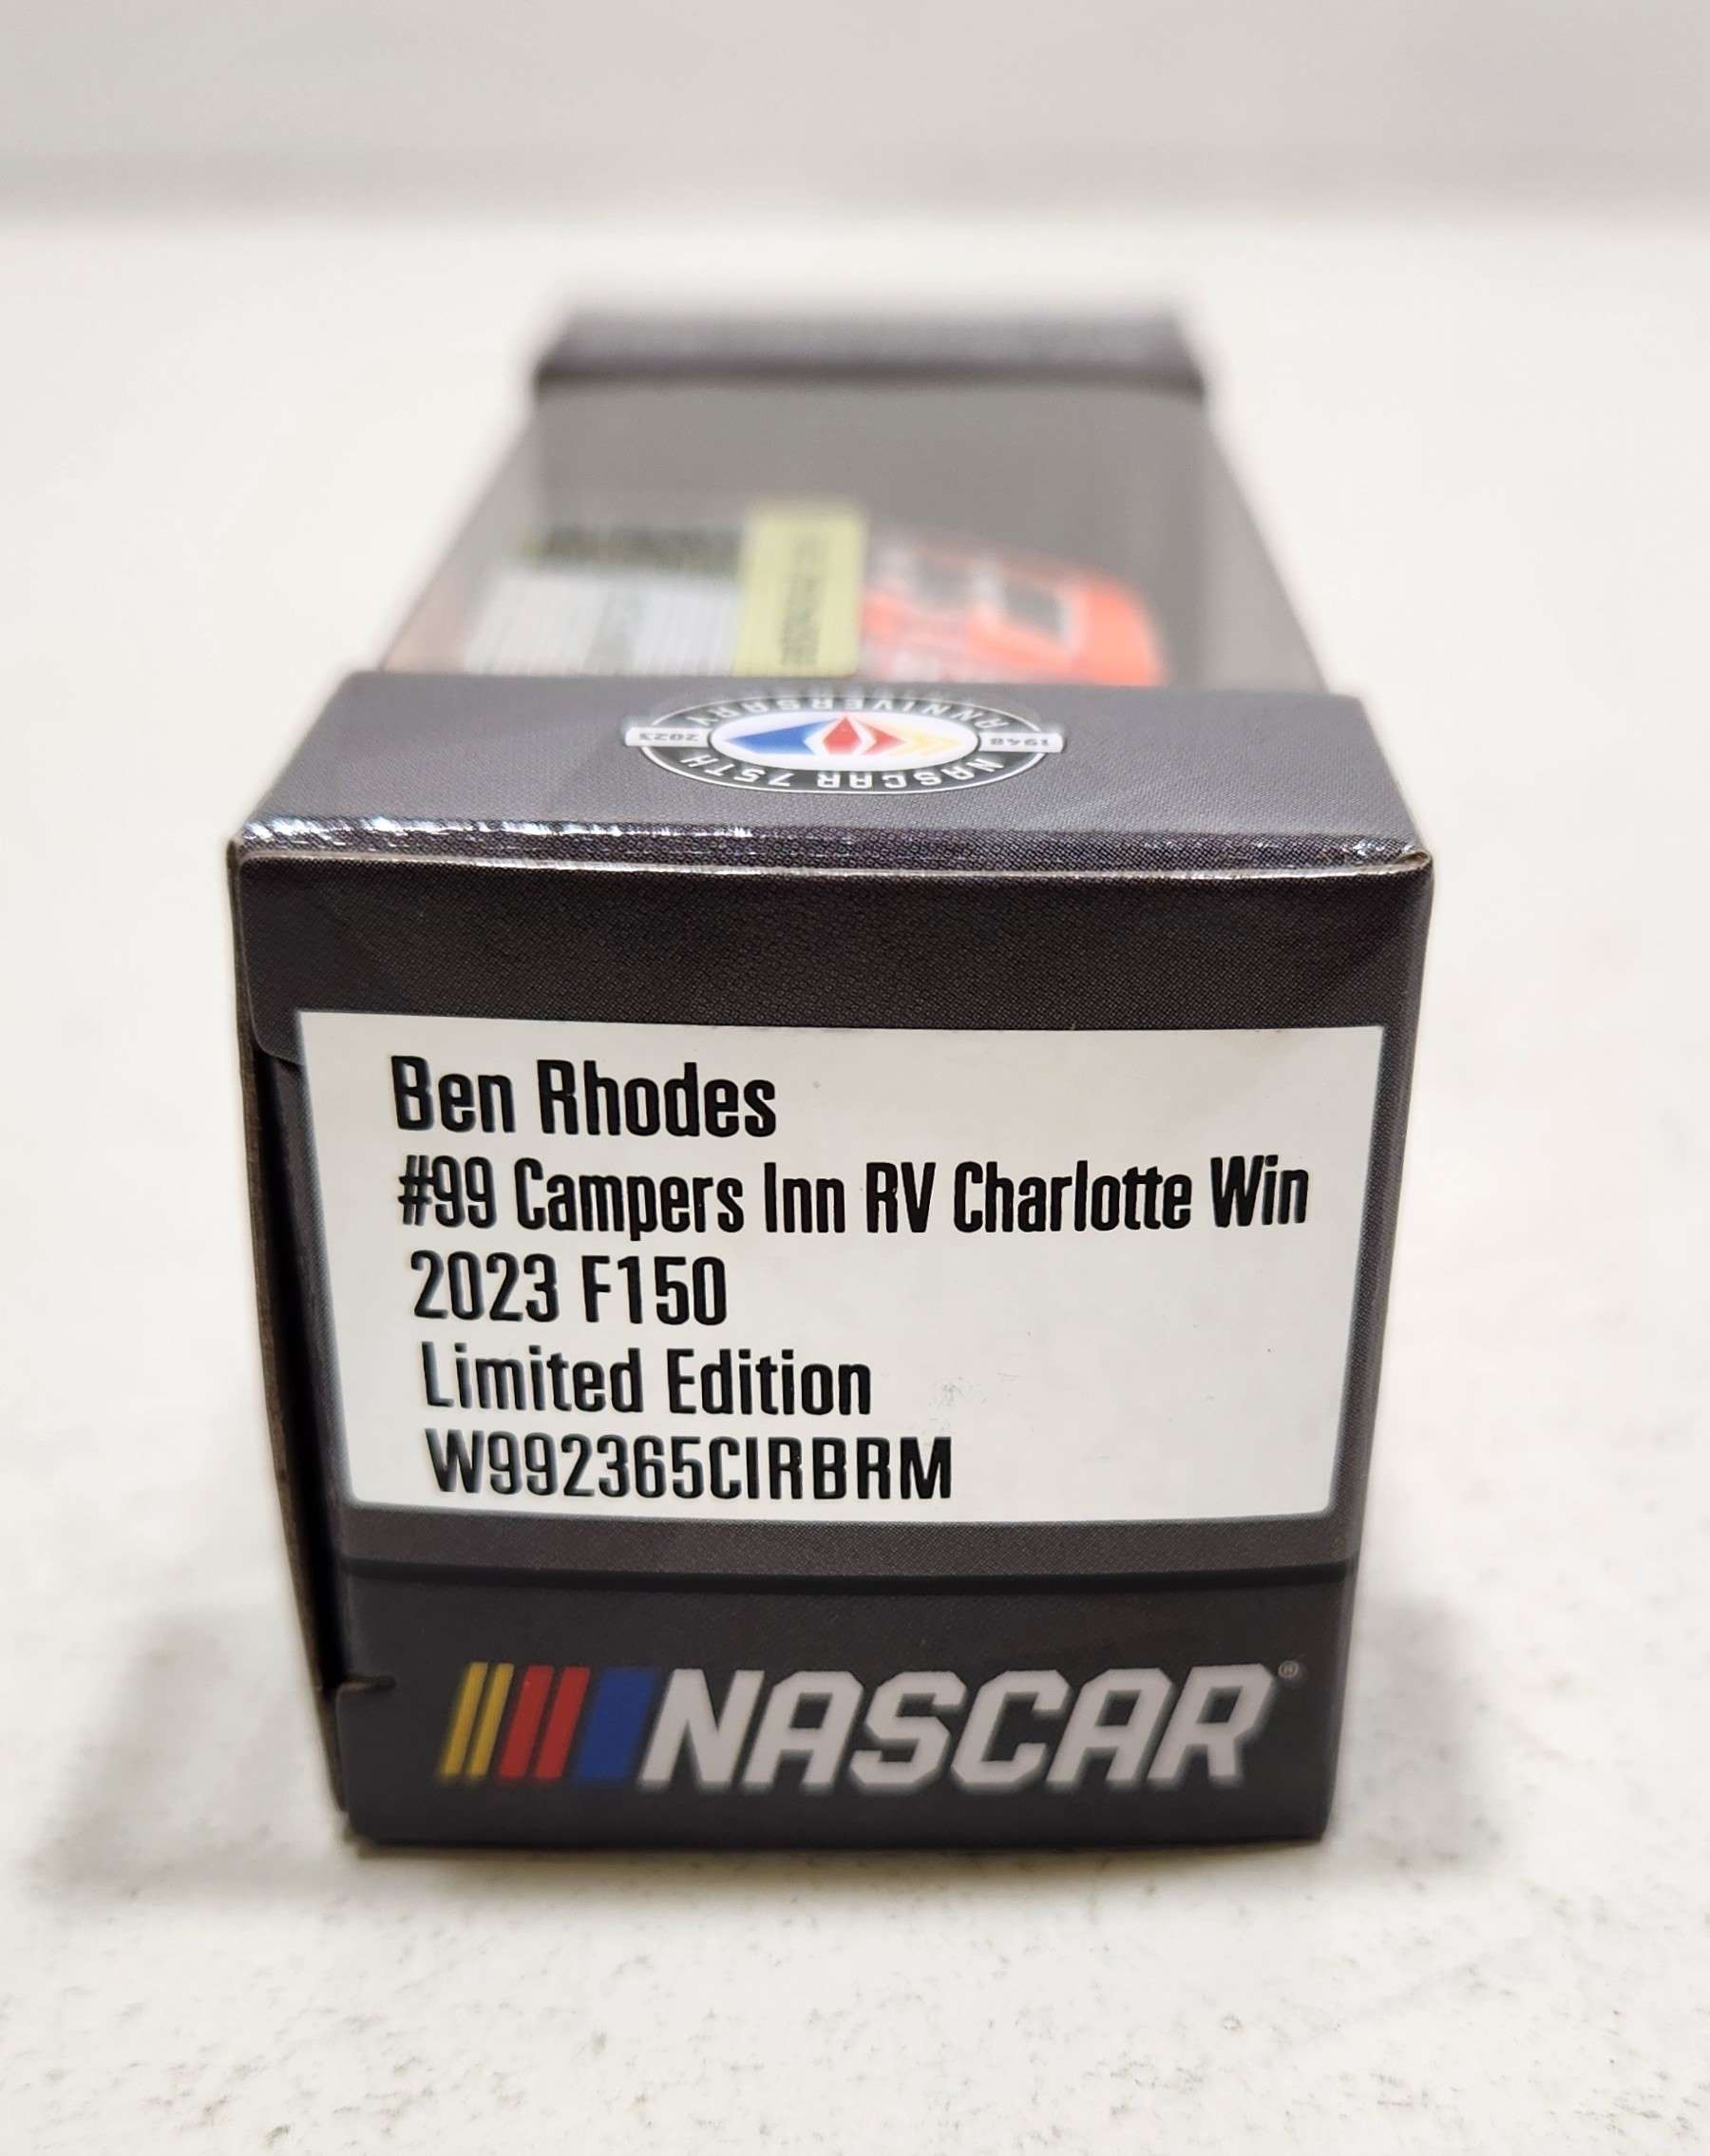 NASCAR 75TH ANNIVERSARY
1948 2023
Ben Rhodes
#99 Campers Inn RV Charlotte Win
2023 F150
Limited Edition
W992365CIRBRM
NASCAR®